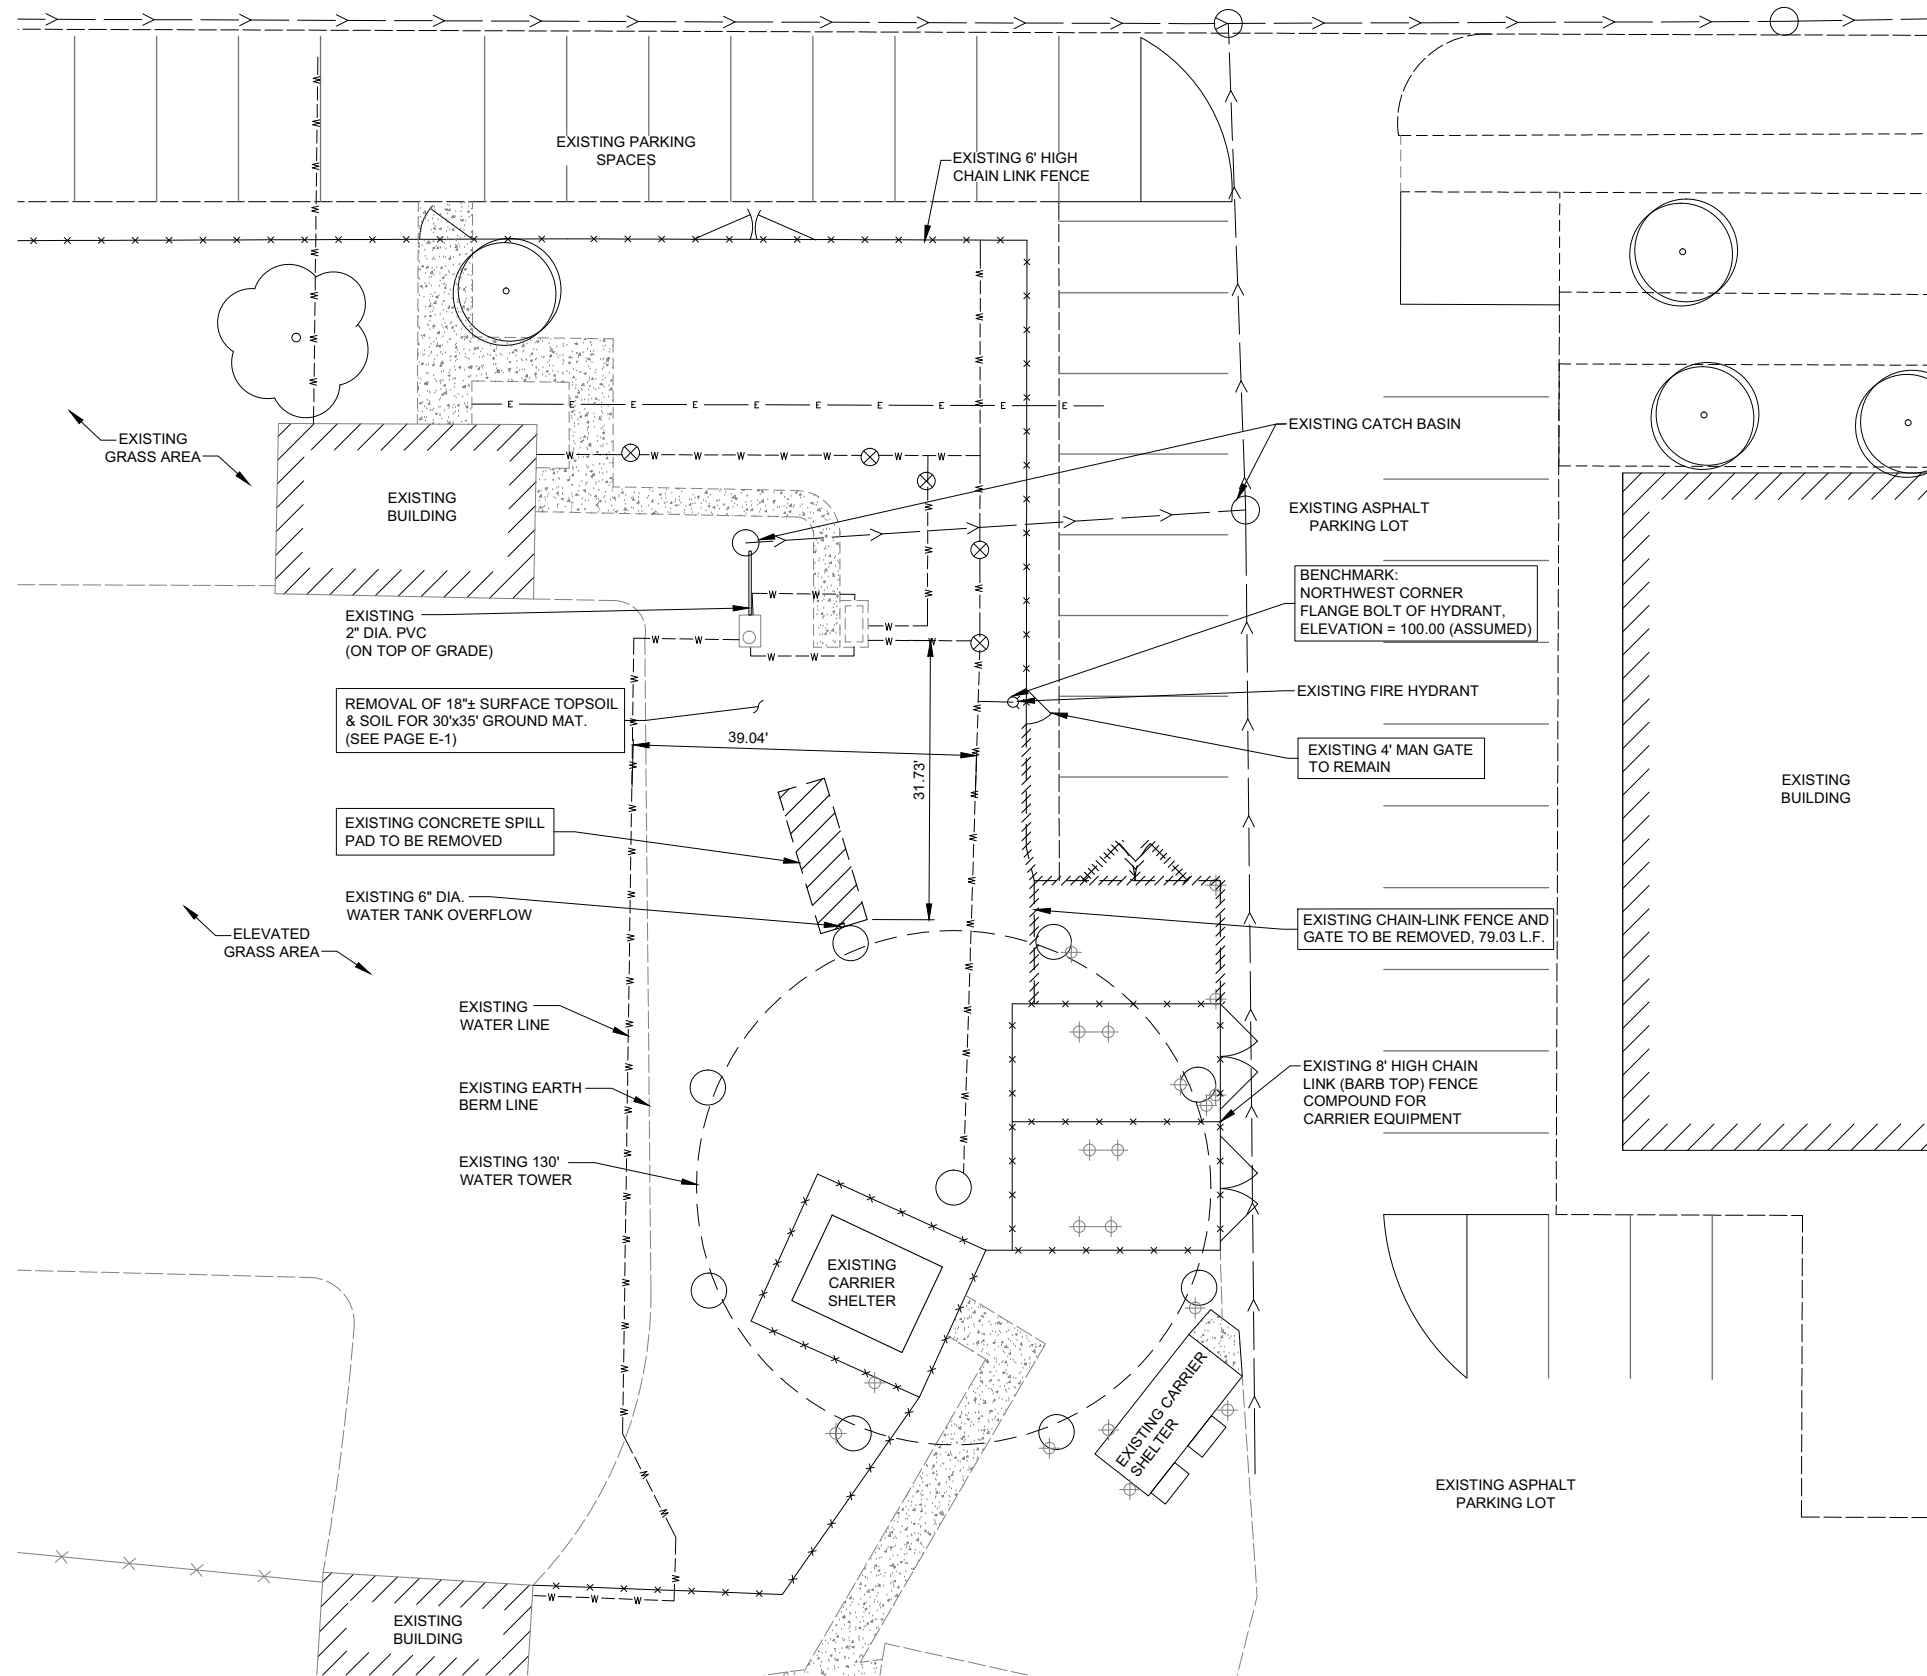 EXISTING PARKING
SPACES
EXISTING 6' HIGH
CHAIN LINK FENCE
EXISTING
GRASS AREA
EXISTING
BUILDING
EXISTING CATCH BASIN
EXISTING ASPHALT
PARKING LOT
BENCHMARK:
NORTHWEST CORNER
FLANGE BOLT OF HYDRANT,
ELEVATION = 100.00 (ASSUMED)
EXISTING
2" DIA. PVC
(ON TOP OF GRADE)
REMOVAL OF 18"± SURFACE TOPSOIL
& SOIL FOR 30'x35' GROUND MAT.
(SEE PAGE E-1)
39.04'
31.73'
EXISTING FIRE HYDRANT
EXISTING 4' MAN GATE
TO REMAIN
EXISTING
BUILDING
EXISTING CONCRETE SPILL
PAD TO BE REMOVED
EXISTING 6" DIA.
WATER TANK OVERFLOW
ELEVATED
GRASS AREA
EXISTING CHAIN-LINK FENCE AND
GATE TO BE REMOVED, 79.03 L.F.
EXISTING
WATER LINE
EXISTING EARTH
BERM LINE
EXISTING 8' HIGH CHAIN
LINK (BARB TOP) FENCE
COMPOUND FOR
CARRIER EQUIPMENT
EXISTING 130'
WATER TOWER
EXISTING
CARRIER
SHELTER
EXISTING CARRIER
SHELTER
EXISTING ASPHALT
PARKING LOT
EXISTING
BUILDING